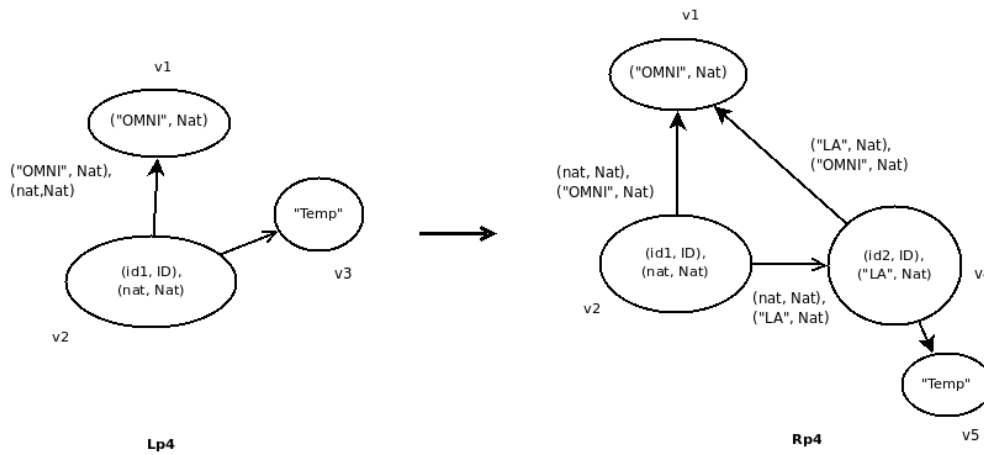 v1
("OMNI", Nat)
("OMNI", Nat),
(nat,Nat)
"Temp"
v3
(id1, ID),
(nat, Nat)
v2
Lp4
v1
("OMNI", Nat)
("LA", Nat),
("OMNI", Nat)
(nat, Nat),
("OMNI", Nat)
(id1, ID),
(nat, Nat)
v2
(id2, ID),
("LA", Nat)
(nat, Nat),
("LA", Nat)
"Temp"
v5
Rp4